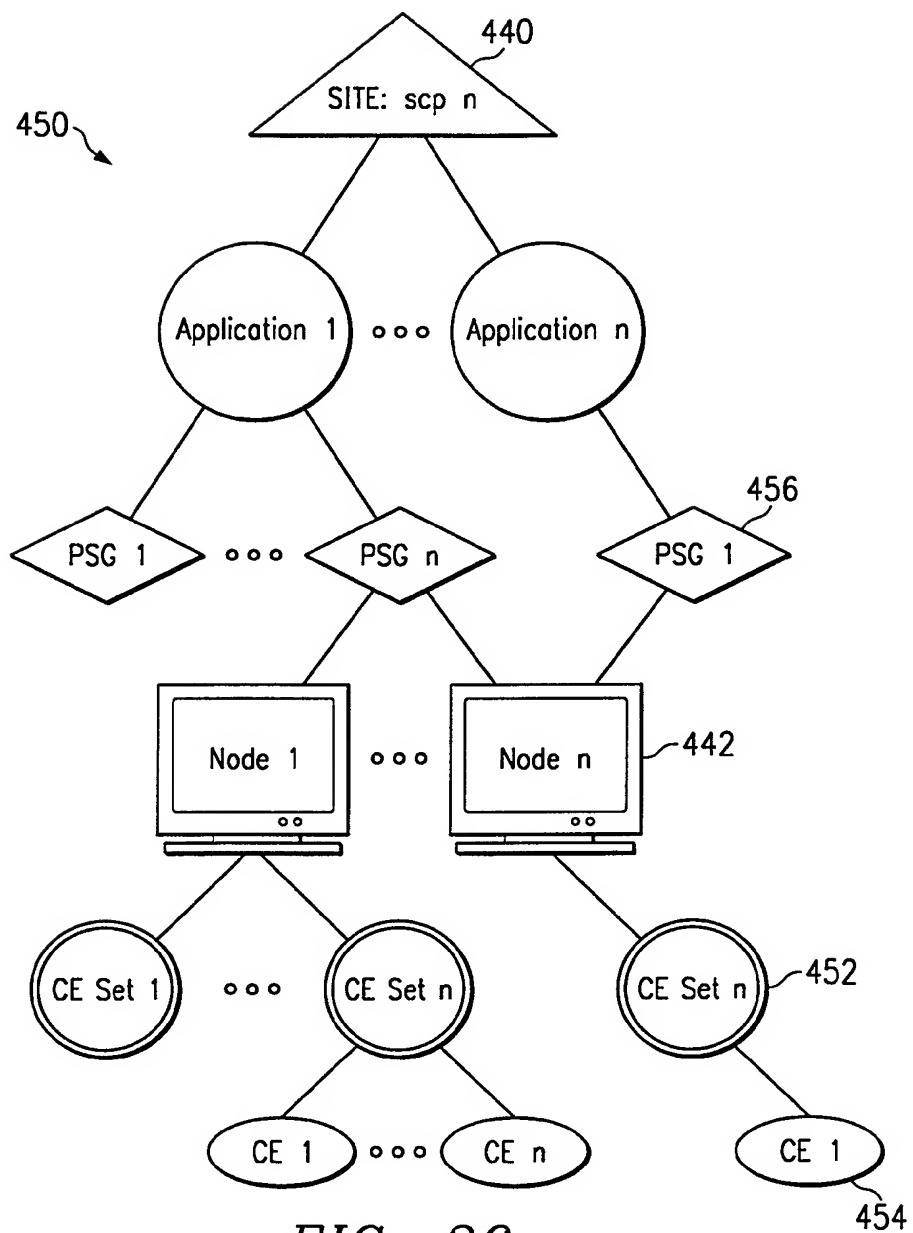 440
SITE: scp n
450
Application 1 ooo Application n
456
PSG 1 ooo PSG n PSG 1
Node 1 ooo Node n 442
CE Set 1 ooo CE Set n CE Set n 452
CE 1 ooo CE n CE 1
454